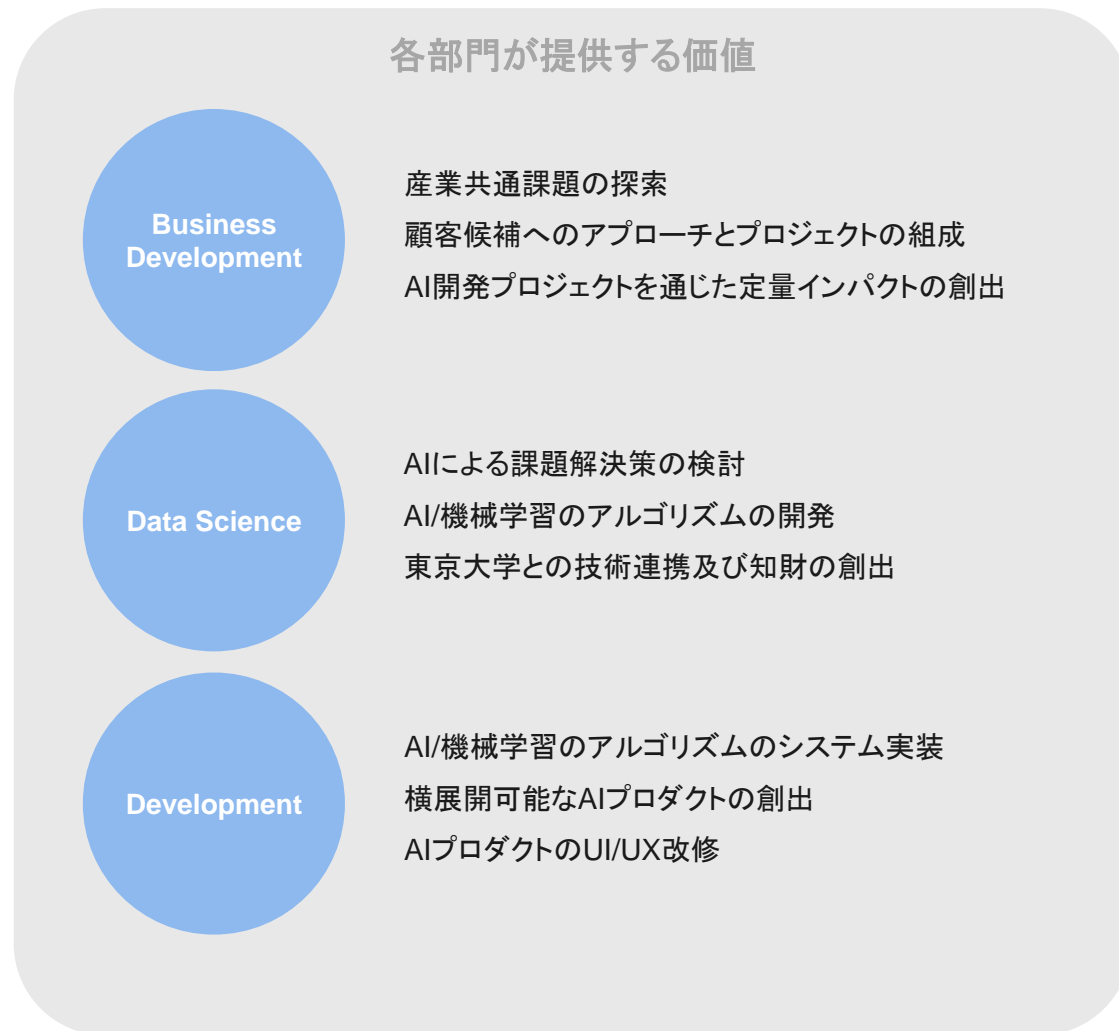 各部門が提供する価値
Business
Development
産業共通課題の探索
顧客候補へのアプローチとプロジェクトの組成
AI開発プロジェクトを通じた定量インパクトの創出
Data Science
AIによる課題解決策の検討
AI/機械学習のアルゴリズムの開発
東京大学との技術連携及び知財の創出
Development
AI/機械学習のアルゴリズムのシステム実装
横展開可能なAIプロダクトの創出
AIプロダクトのUI/UX改修